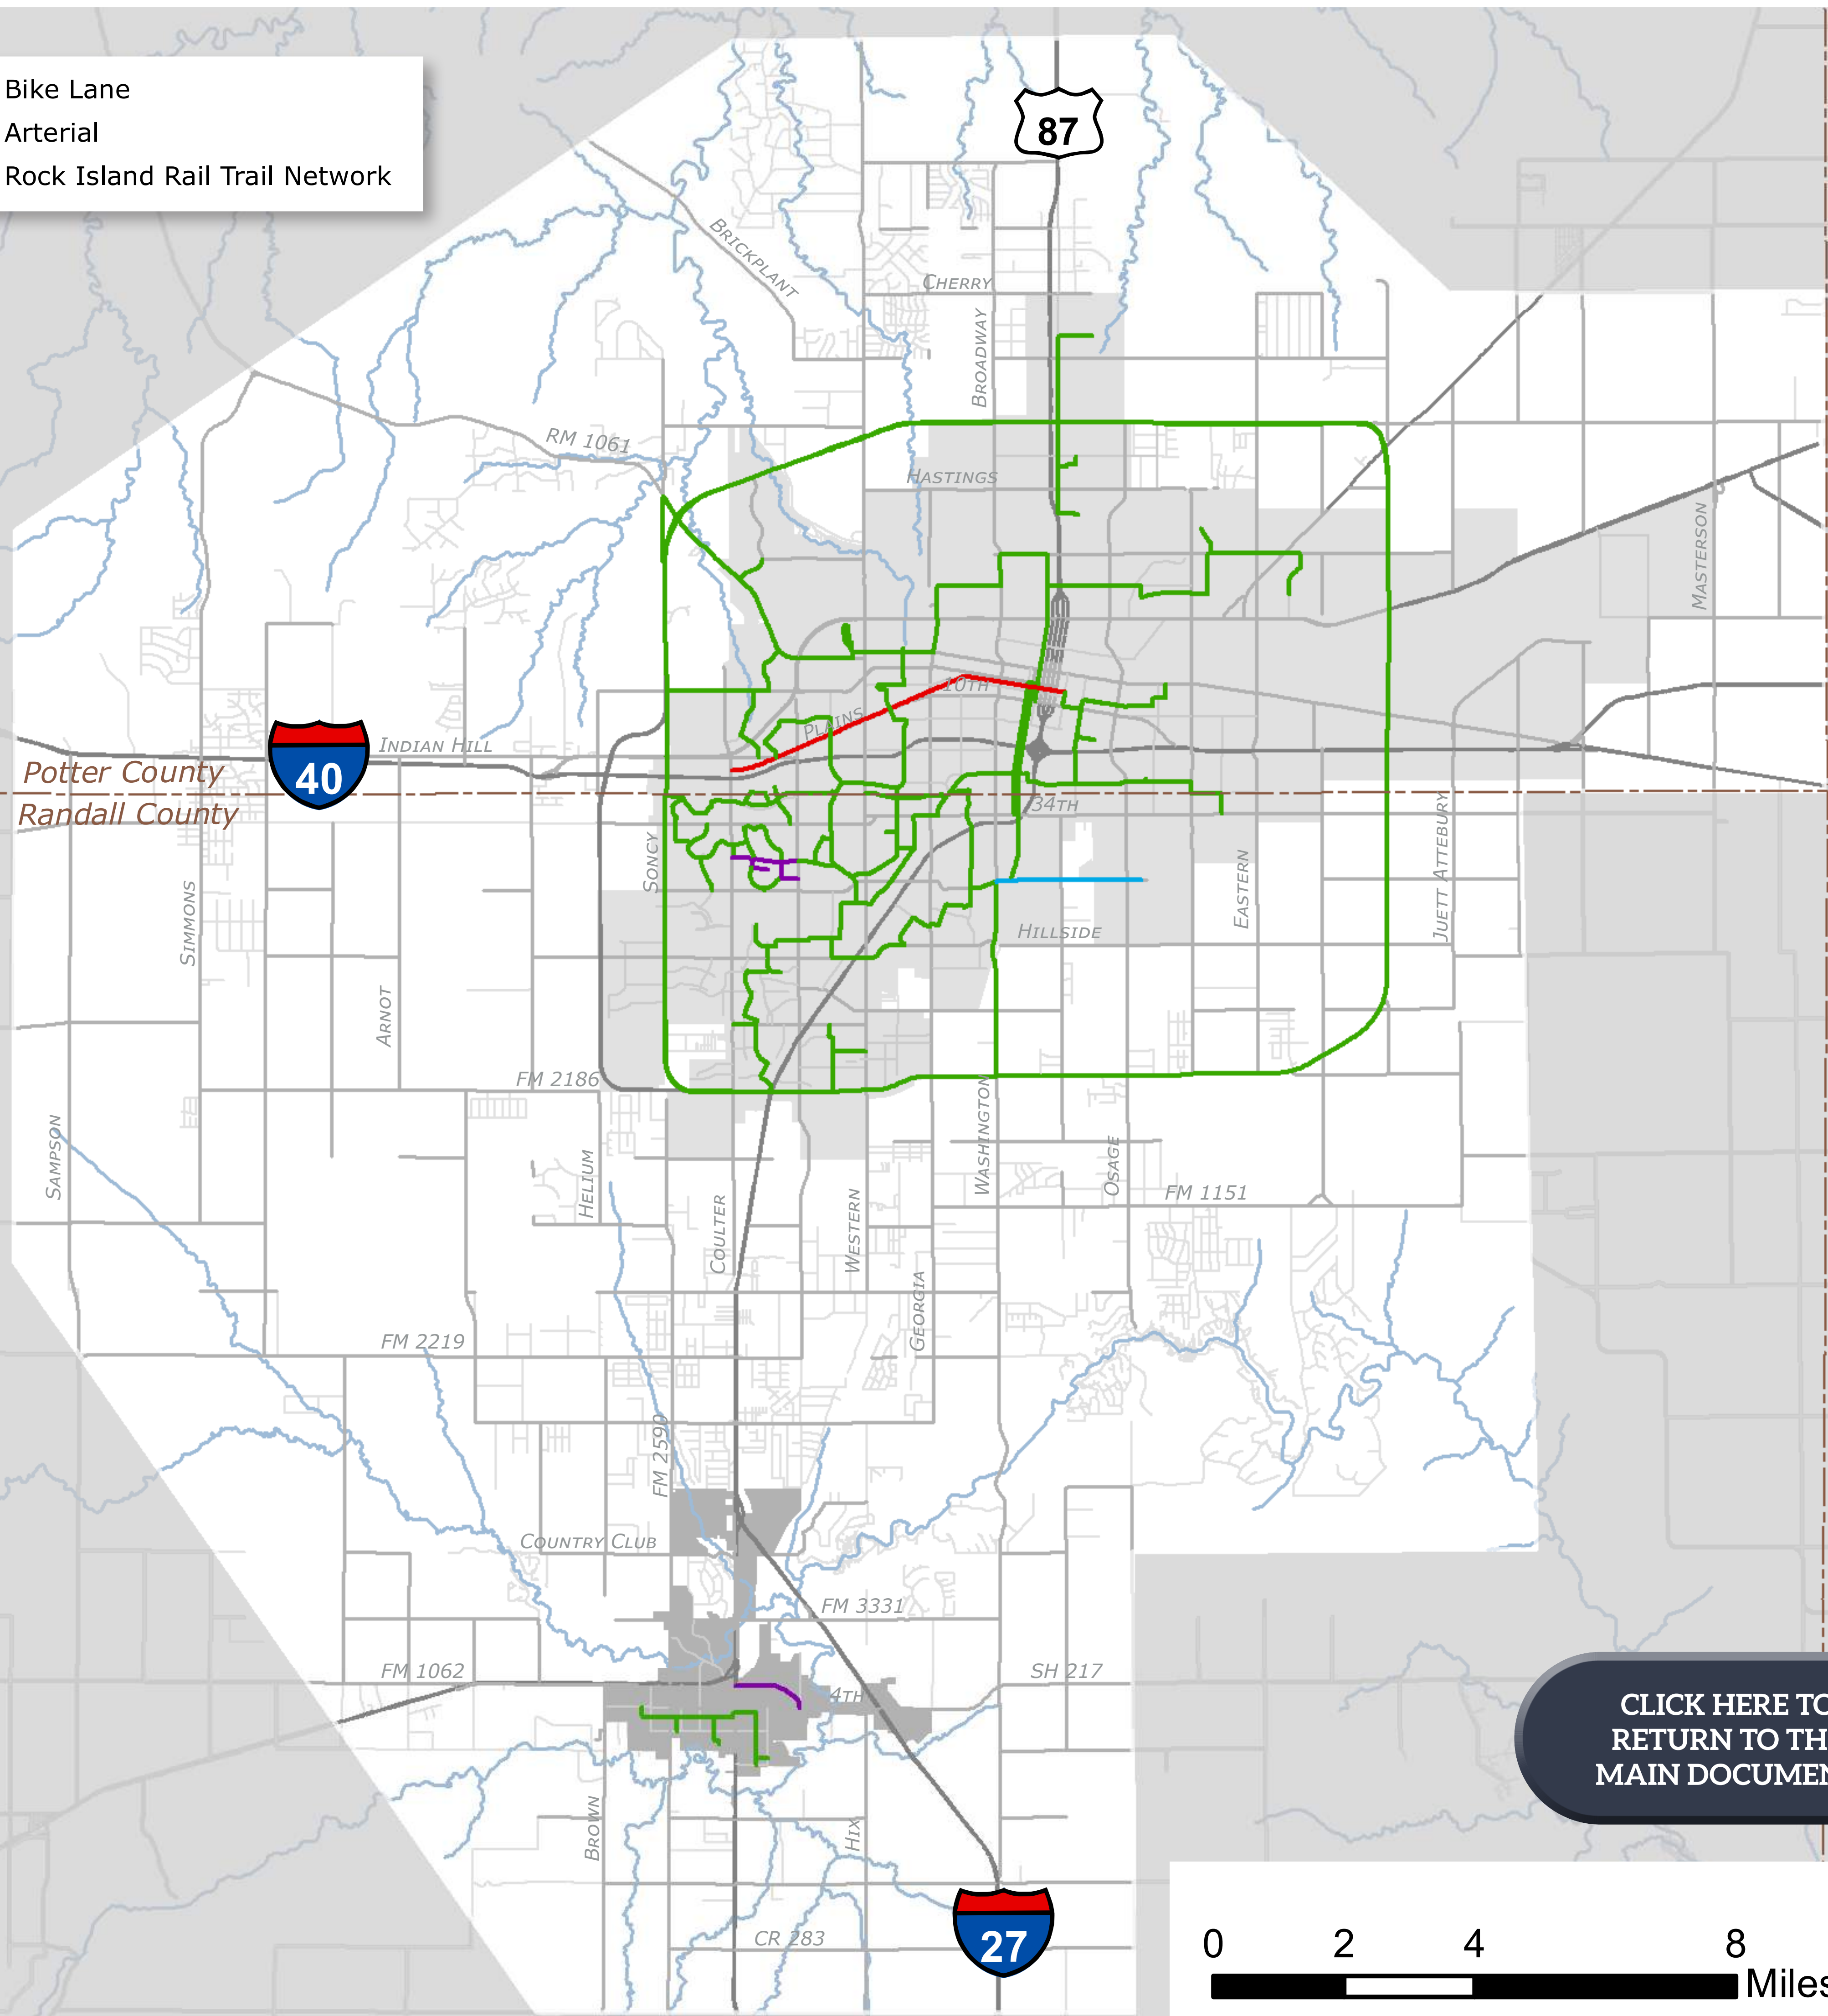 Bike Lane
Arterial
Rock Island Rail Trail Network
87
BRICKPLANT
CHERRY
BROADWAY
RM 1061
HASTINGS
MASTERSON
10TH
PLAINS
INDIAN HILL
40
Potter County
Randall County
34TH
SONCY
SIMMONS
EASTERN
JUETT ATTEBURY
HILLSIDE
ARNOT
FM 2186
SAMPSON
HELIUM
WASHINGTON
OSAGE
FM 1151
COULTER
WESTERN
GEORGIA
FM 2219
FM 2590
COUNTRY CLUB
FM 3331
FM 1062
SH 217
4TH
CLICK HERE TO
RETURN TO TH
MAIN DOCUMEN
BROWN
HIX
27
CR 283
0 2 4 8
Miles